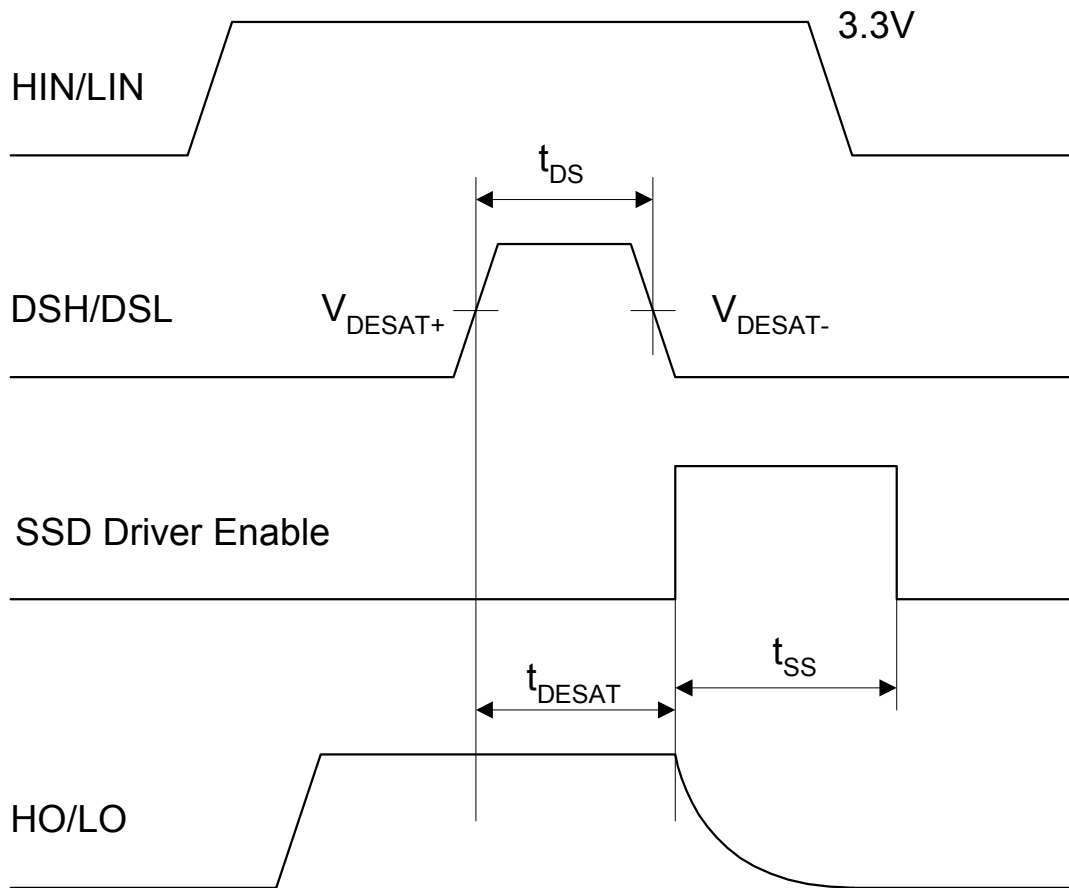 3.3V
HIN/LIN
tDS
DSH/DSL
VDESAT+
VDESAT-
SSD Driver Enable
tSS
tDESAT
HO/LO